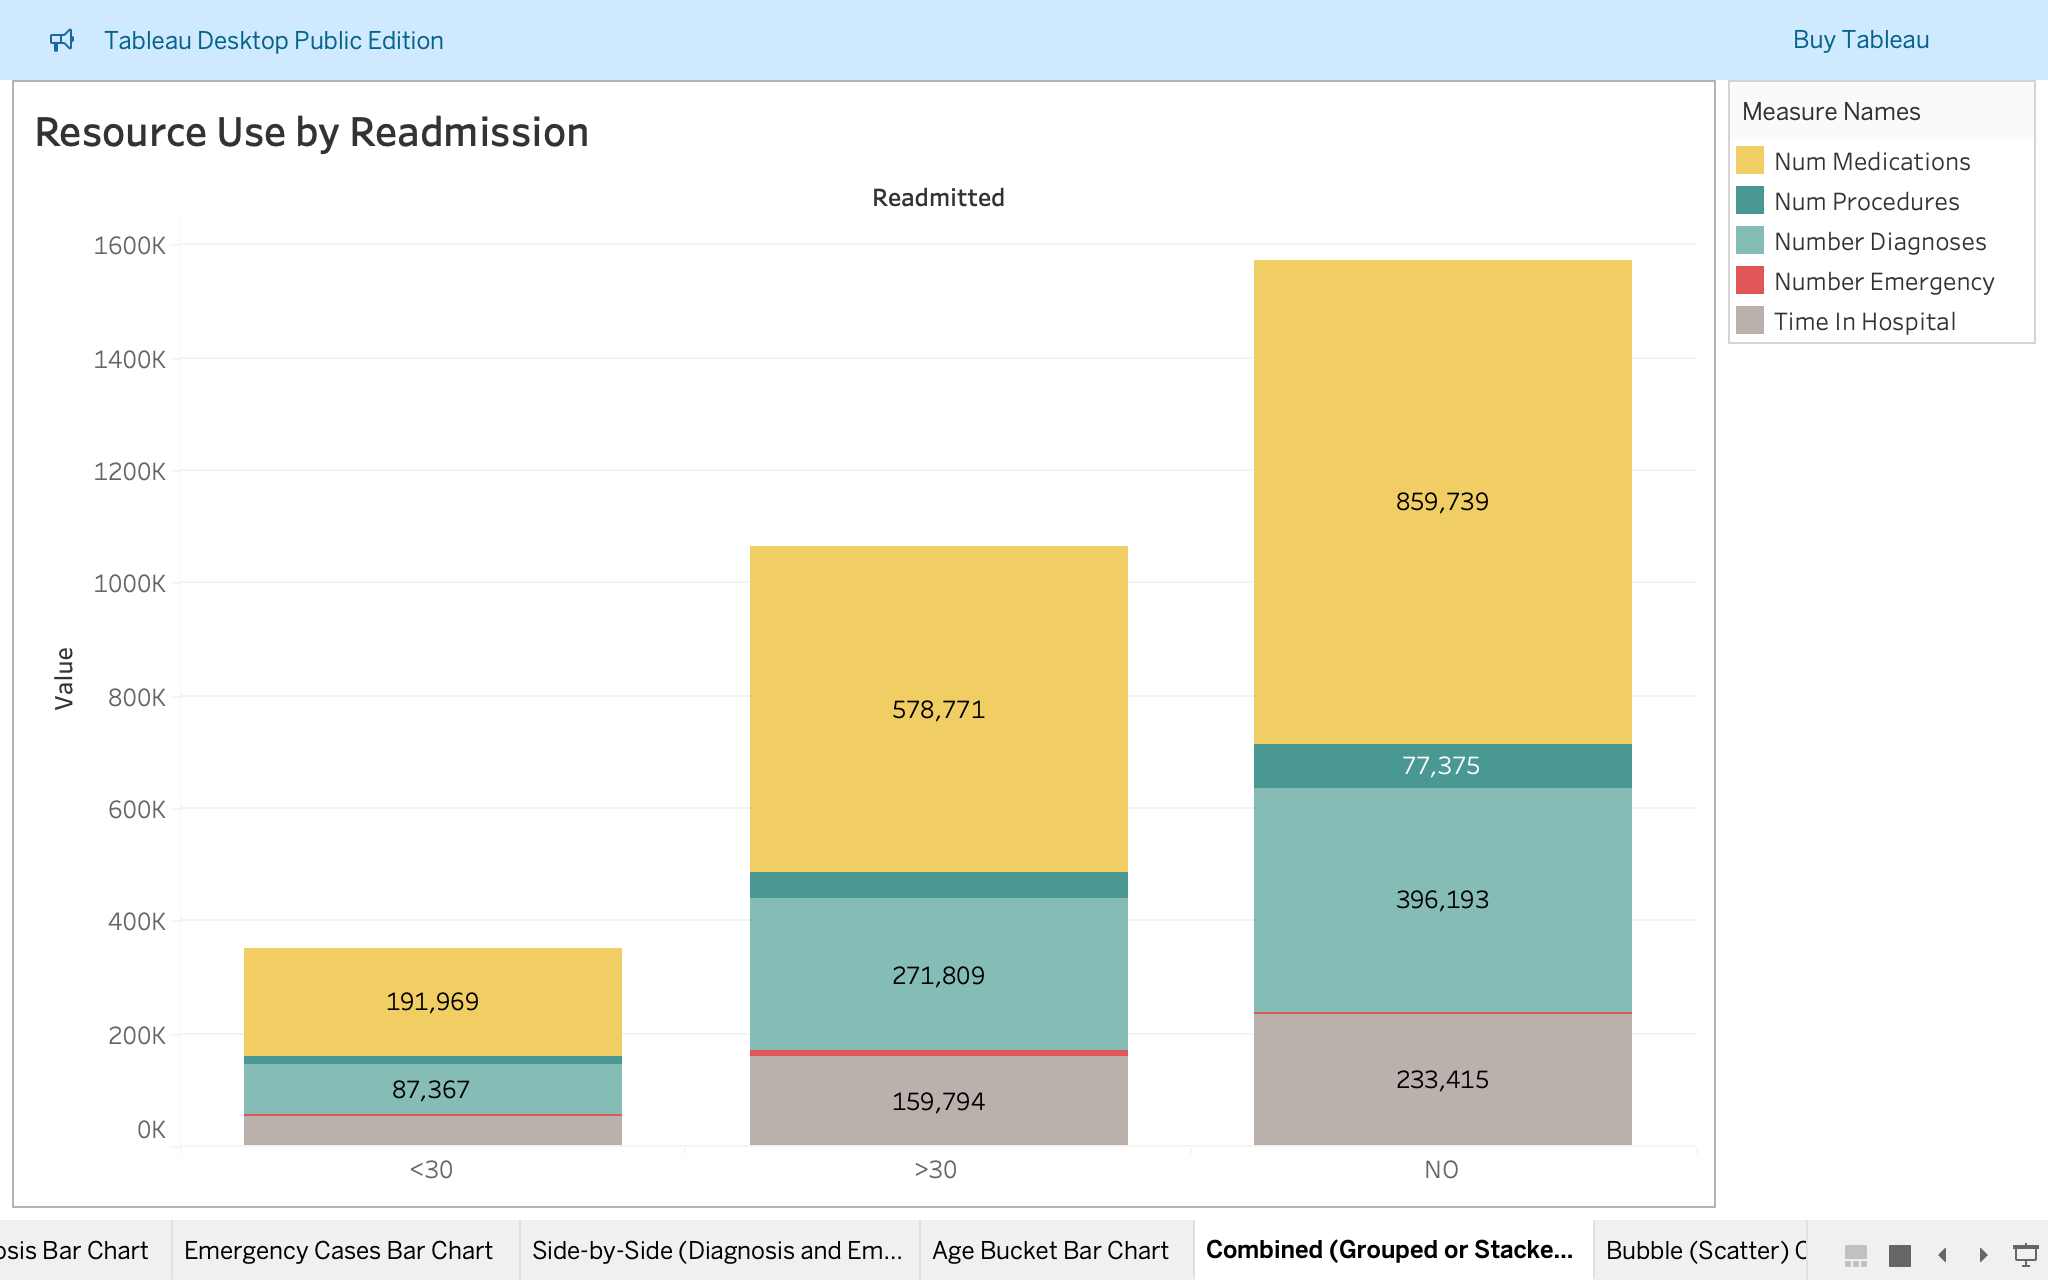 Tableau Desktop Public Edition
Buy Tableau
Resource Use by Readmission
Readmitted
Measure Names
Num Medications
Num Procedures
Number Diagnoses
Number Emergency
Time In Hospital
Value
1600K
1400K
1200K
1000K
800K
600K
400K
200K
0K
191,969
87,367
578,771
271,809
159,794
859,739
77,375
396,193
233,415
<30
>30
NO
osis Bar Chart
Emergency Cases Bar Chart
Side-by-Side (Diagnosis and Em...
Age Bucket Bar Chart
Combined (Grouped or Stacke...
Bubble (Scatter) C